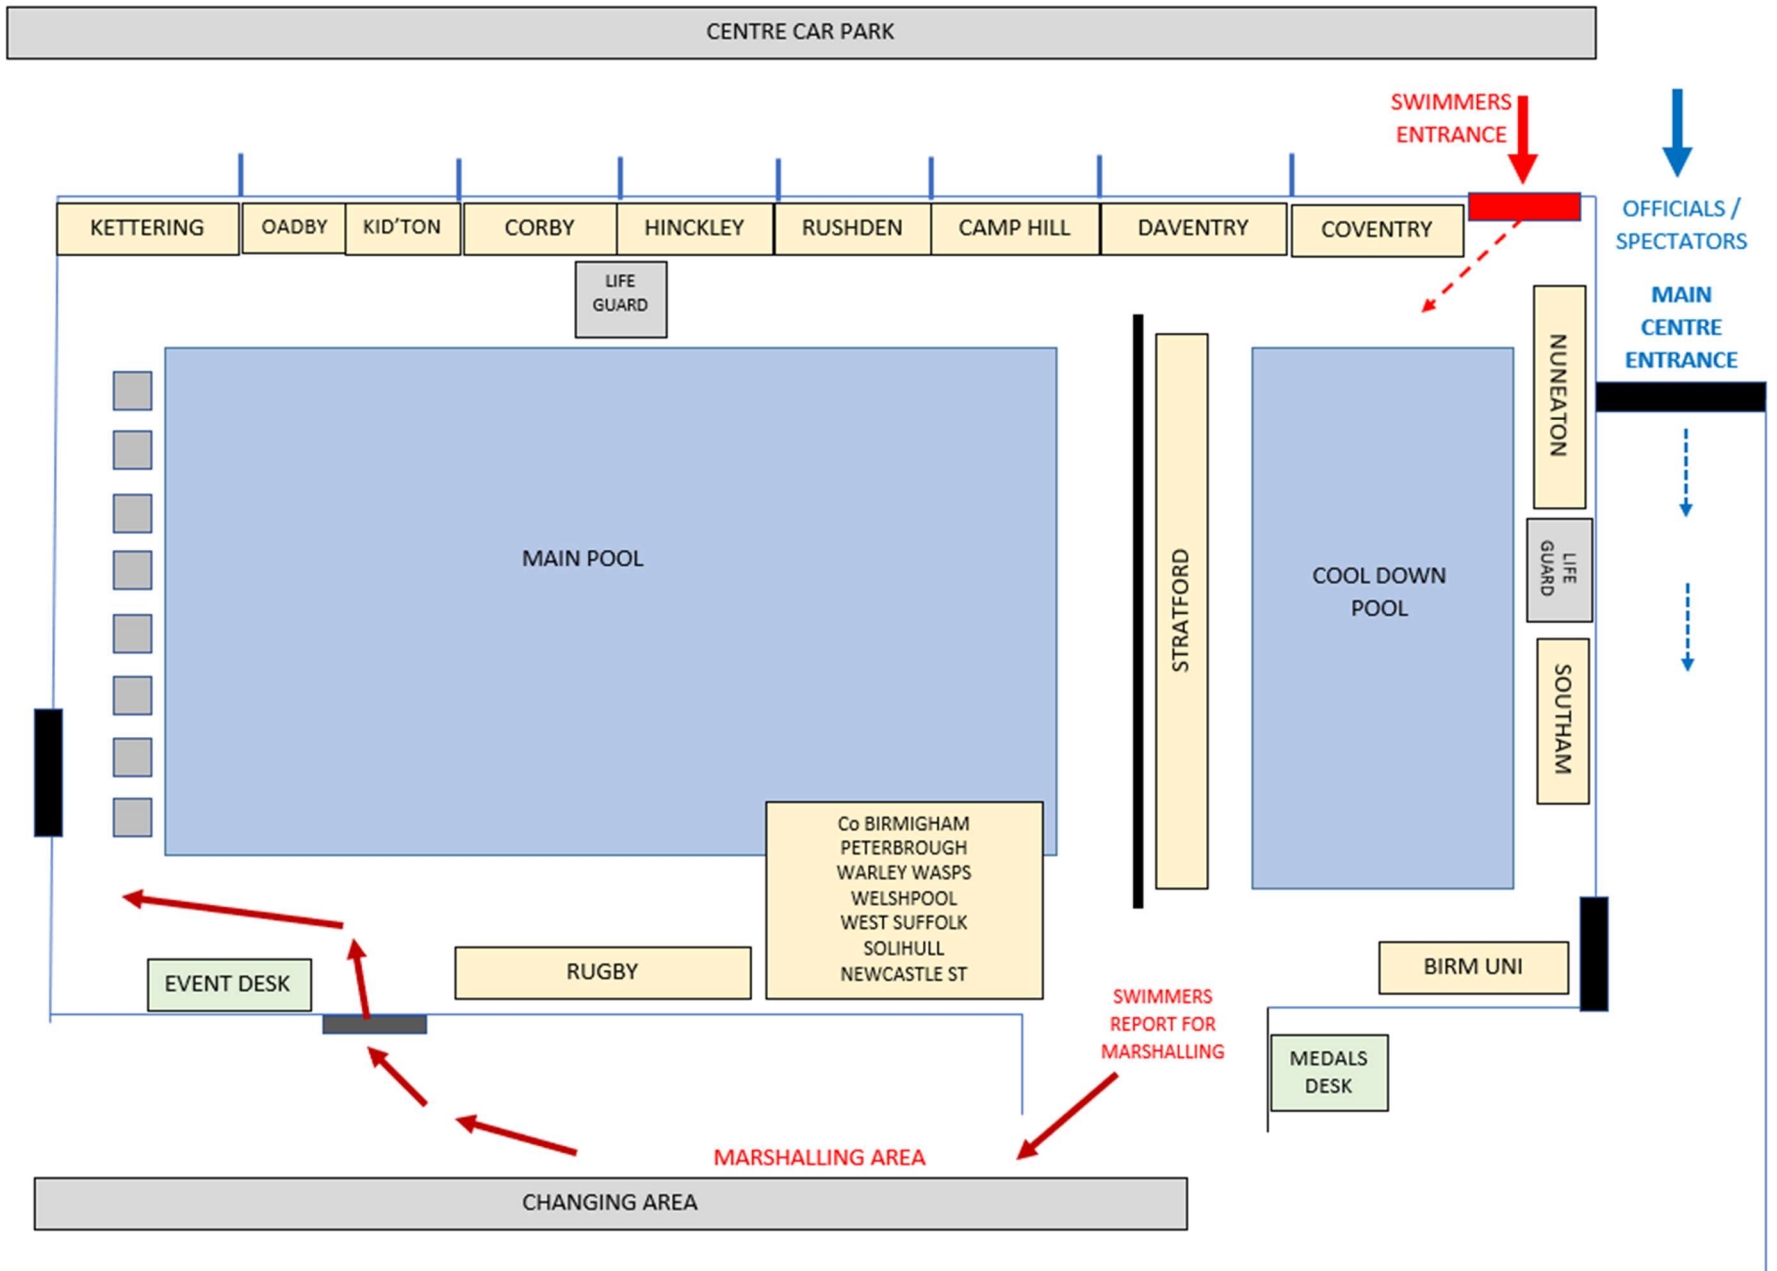 CENTRE CAR PARK
SWIMMERS
ENTRANCE
OFFICIALS /
SPECTATORS
MAIN
CENTRE
ENTRANCE
KETTERING
OADBY
KID'TON
CORBY
HINCKLEY
RUSHDEN
CAMP HILL
DAVENTRY
COVENTRY
LIFE
GUARD
NUNEATON
MAIN POOL
STRATFORD
COOL DOWN
POOL
LIFE
GUARD
SOUTHAM
Co BIRMIGHAM
PETERBROUGH
WARLEY WASPS
WELSHPOOL
WEST SUFFOLK
SOLIHULL
NEWCASTLE ST
EVENT DESK
RUGBY
BIRM UNI
SWIMMERS
REPORT FOR
MARSHALLING
MEDALS
DESK
MARSHALLING AREA
CHANGING AREA